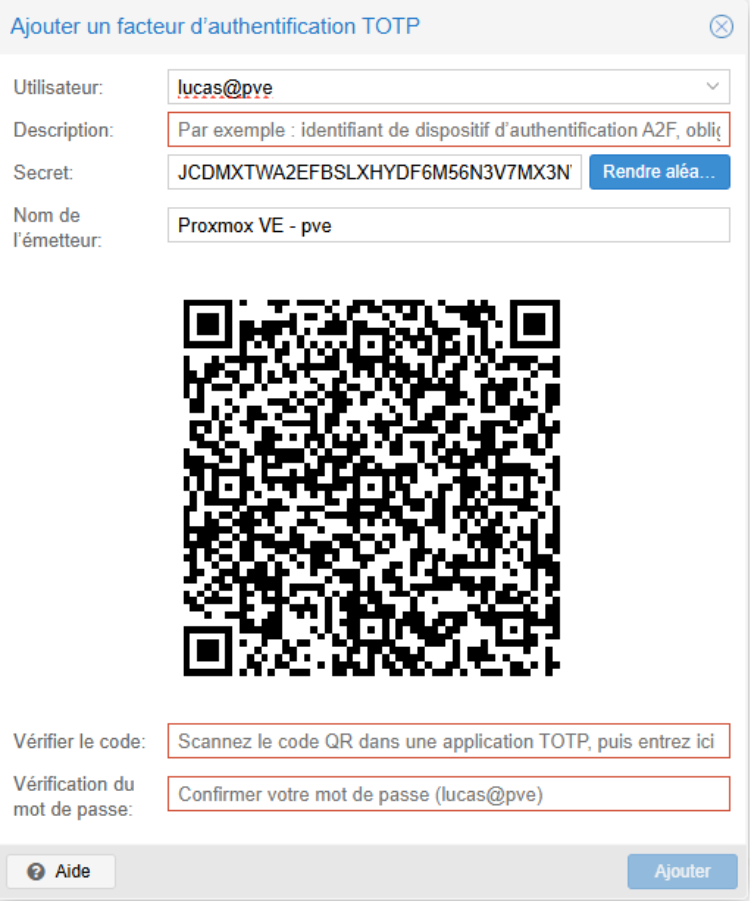 Ajouter un facteur d'authentification TOTP
Utilisateur: lucas@pve
Description: Par exemple : identifiant de dispositif d'authentification A2F, oblig
Secret: JCDMXTWA2EFBSLXHYDF6M56N3V7MX3N Rendre aléa...
Nom de
l'émetteur: Proxmox VE - pve
Vérifier le code: Scannez le code QR dans une application TOTP, puis entrez ici
Vérification du
mot de passe: Confirmer votre mot de passe (lucas@pve)
Aide Ajouter